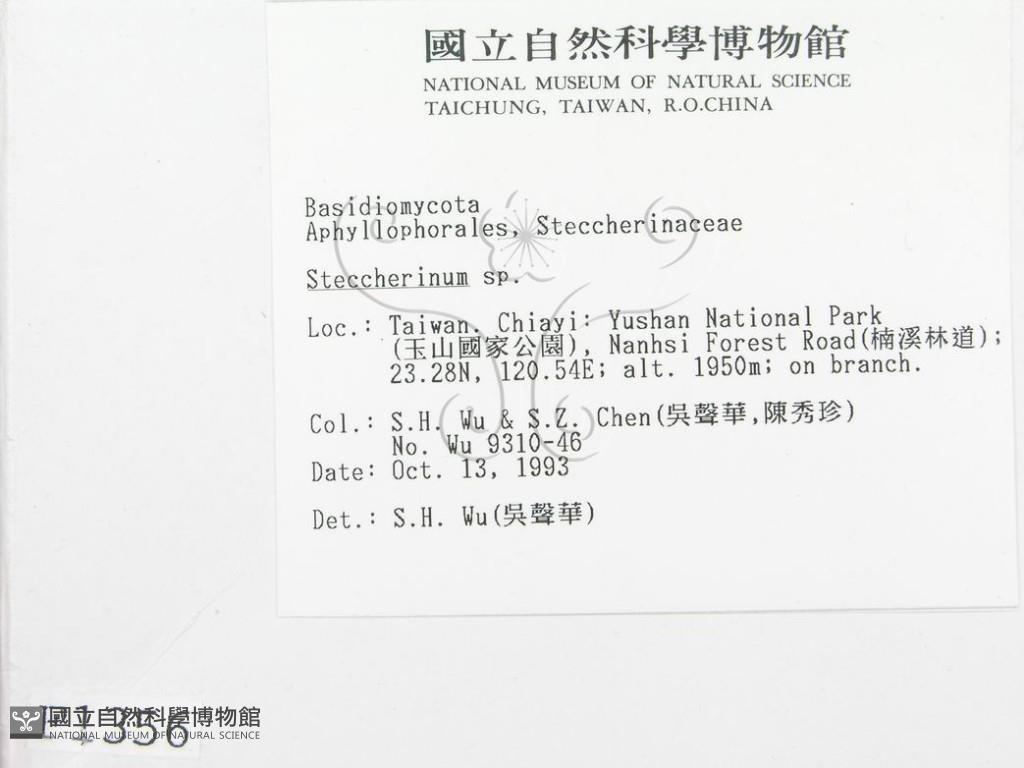 國立自然科學博物館
NATIONAL MUSEUM OF NATURAL SCIENCE
TAICHUNG, TAIWAN, R.O.CHINA
Basidiomycota
Aphyllophorales, Steccherinaceae
Steccherinum sp.
Loc.: Taiwan. Chiayi: Yushan National Park
(玉山國家公園), Nanhsi Forest Road(楠溪林道);
23.28N, 120.54E; alt. 1950m; on branch.
Col.: S.H. Wu & S.Z. Chen(吳聲華,陳秀珍)
No. Wu 9310-46
Date: Oct. 13, 1993
Det.: S.H. Wu(吳聲華)
國立自然科學博物館
NATIONAL MUSEUM OF NATURAL SCIENCE